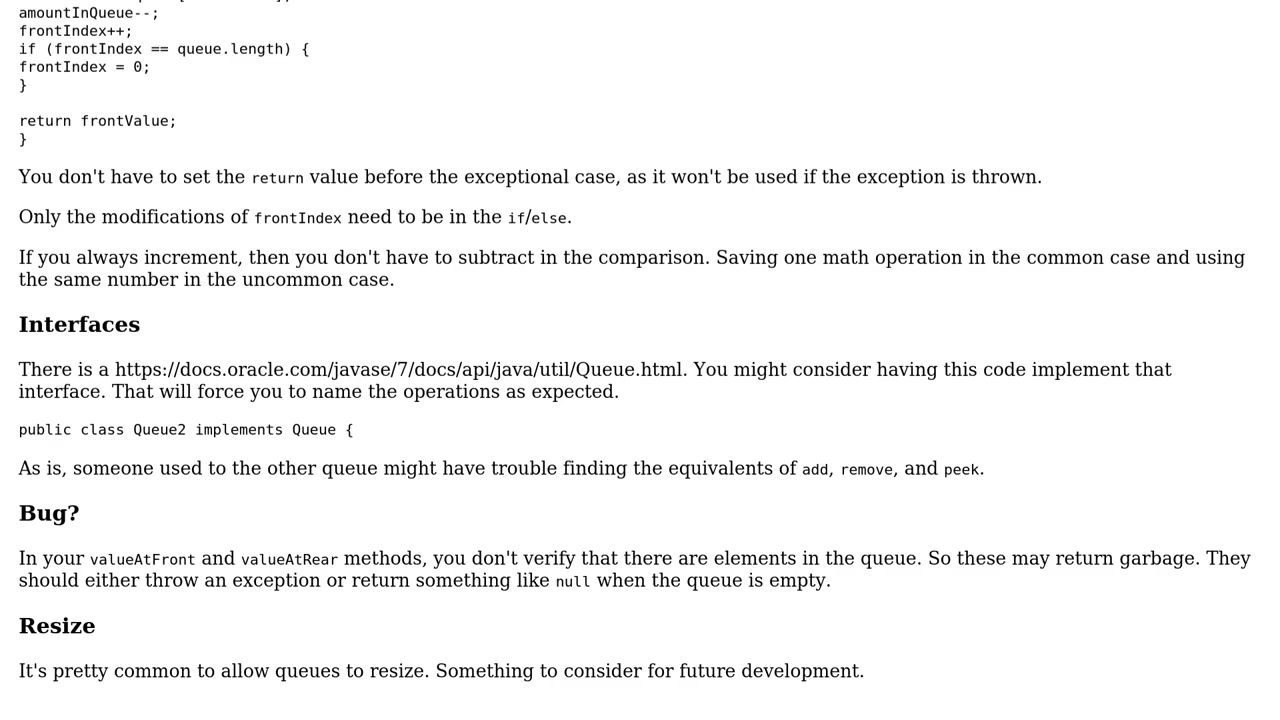 amountInQueue--;
frontIndex++;
if (frontIndex == queue.length) {
frontIndex = 0;
}
return frontValue;
}
You don't have to set the return value before the exceptional case, as it won't be used if the exception is thrown.
Only the modifications of frontIndex need to be in the if/else.
If you always increment, then you don't have to subtract in the comparison. Saving one math operation in the common case and using
the same number in the uncommon case.
Interfaces
There is a https://docs.oracle.com/javase/7/docs/api/java/util/Queue.html. You might consider having this code implement that
interface. That will force you to name the operations as expected.
public class Queue2 implements Queue {
As is, someone used to the other queue might have trouble finding the equivalents of add, remove, and peek.
Bug?
In your valueAtFront and valueAtRear methods, you don't verify that there are elements in the queue. So these may return garbage. They
should either throw an exception or return something like null when the queue is empty.
Resize
It's pretty common to allow queues to resize. Something to consider for future development.